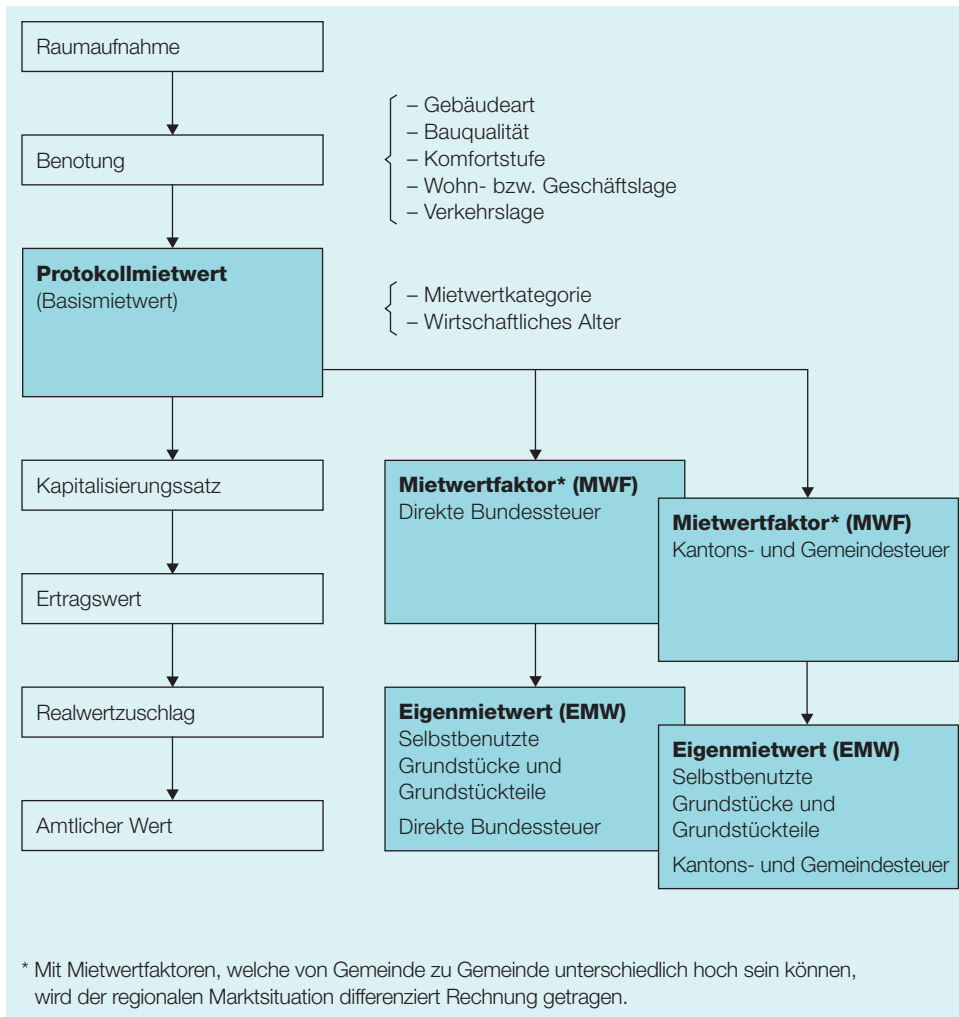 Raumaufnahme
Benotung
– Gebäudeart
– Bauqualität
– Komfortstufe
– Wohn- bzw. Geschäftslage
– Verkehrslage
Protokollmietwert
(Basismietwert)
– Mietwertkategorie
– Wirtschaftliches Alter
Kapitalisierungssatz
Ertragswert
Realwertzuschlag
Amtlicher Wert
Mietwertfaktor* (MWF)
Direkte Bundessteuer
Mietwertfaktor* (MWF)
Kantons- und Gemeindesteuer
Eigenmietwert (EMW)
Selbstbenutzte
Grundstücke und
Grundstückteile
Direkte Bundessteuer
Eigenmietwert (EMW)
Selbstbenutzte
Grundstücke und
Grundstückteile
Kantons- und Gemeindesteuer
* Mit Mietwertfaktoren, welche von Gemeinde zu Gemeinde unterschiedlich hoch sein können,
wird der regionalen Marktsituation differenziert Rechnung getragen.